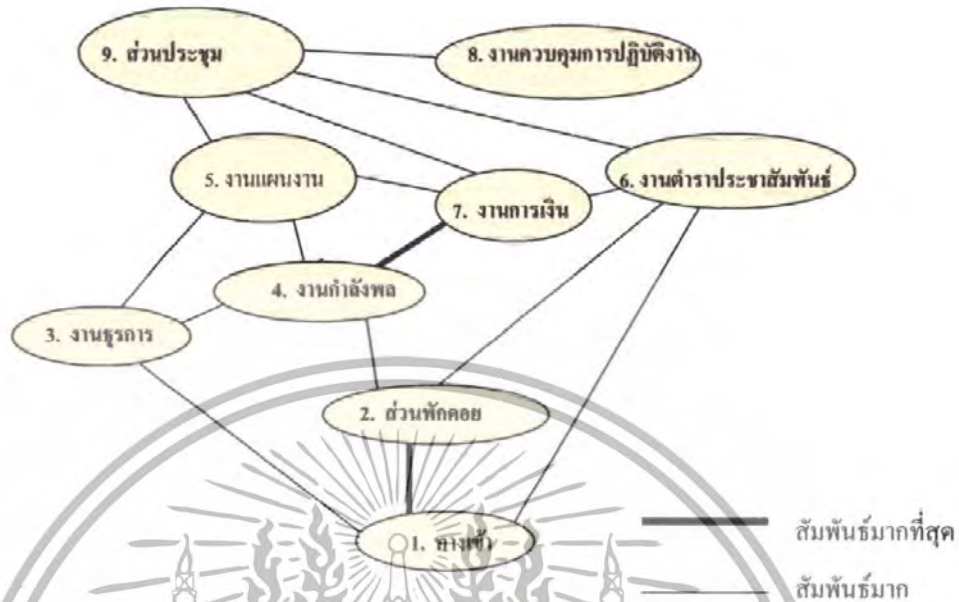 9. ส่วนประชุม
8. งานควบคุมการปฏิบัติงาน
5. งานแผนงาน
6. งานตำราประชาสัมพันธ์
7. งานการเงิน
4. งานกำลังพล
3. งานธุรการ
2. ส่วนพักคอย
1. ทางเข้า
สัมพันธ์มากที่สุด
สัมพันธ์มาก